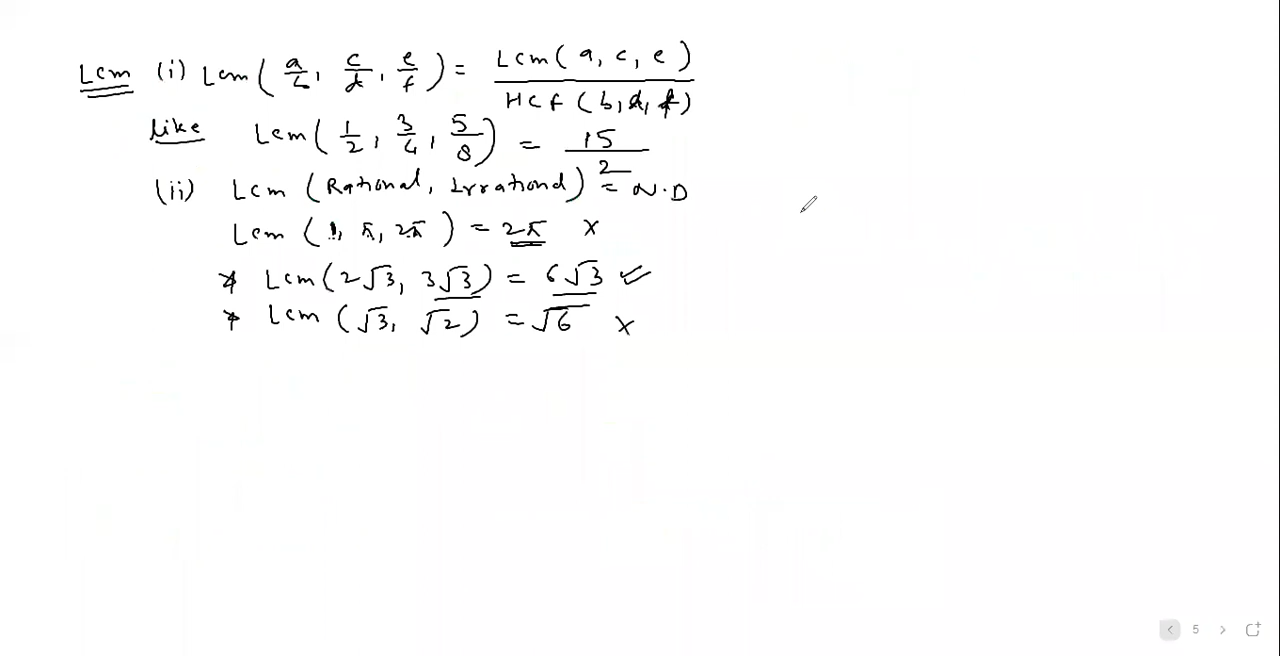 Lcm (i) Lcm ( a/b, c/d, e/f ) = Lcm ( a, c, e ) / HCF ( b, d, f )
like Lcm ( 1/2, 3/4, 5/8 ) = 15/2
(ii) Lcm ( Rational, Irrational ) = N.D
Lcm ( 1, π, 2π ) = 2π ×
* Lcm ( 2√3, 3√3 ) = 6√3 ✓
* Lcm ( √3, √2 ) = √6 ×
5